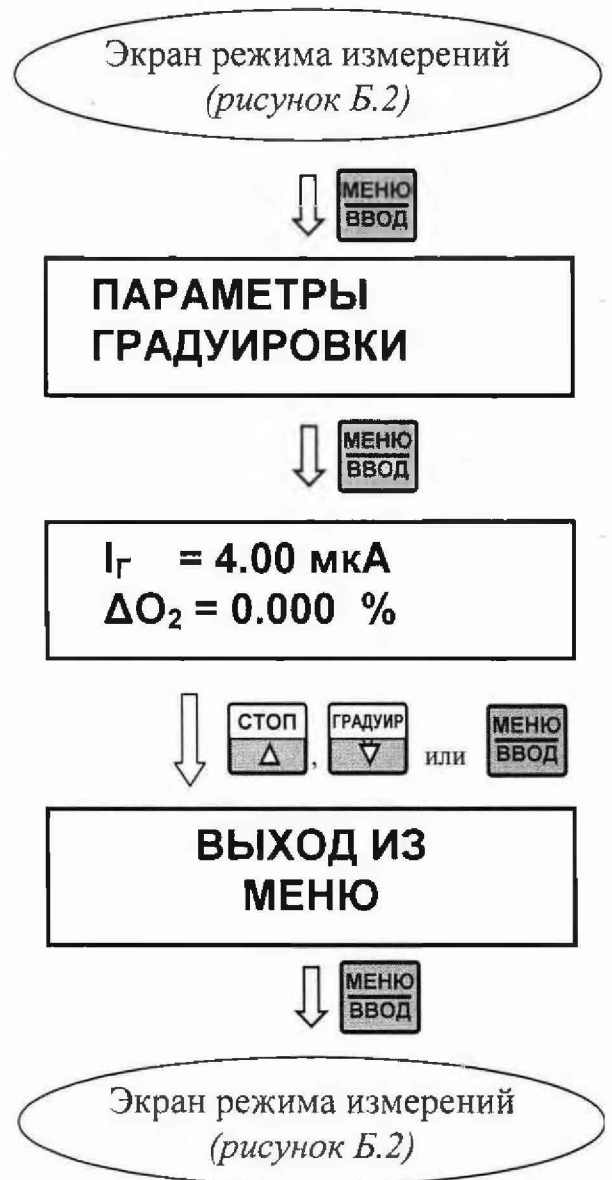 Экран режима измерений
(рисунок Б.2)
МЕНЮ
ВВОД
ПАРАМЕТРЫ
ГРАДУИРОВКИ
МЕНЮ
ВВОД
IГ = 4.00 мкА
ΔO₂ = 0.000 %
СТОП , ГРАДУИР или МЕНЮ
ВВОД
ВЫХОД ИЗ
МЕНЮ
МЕНЮ
ВВОД
Экран режима измерений
(рисунок Б.2)